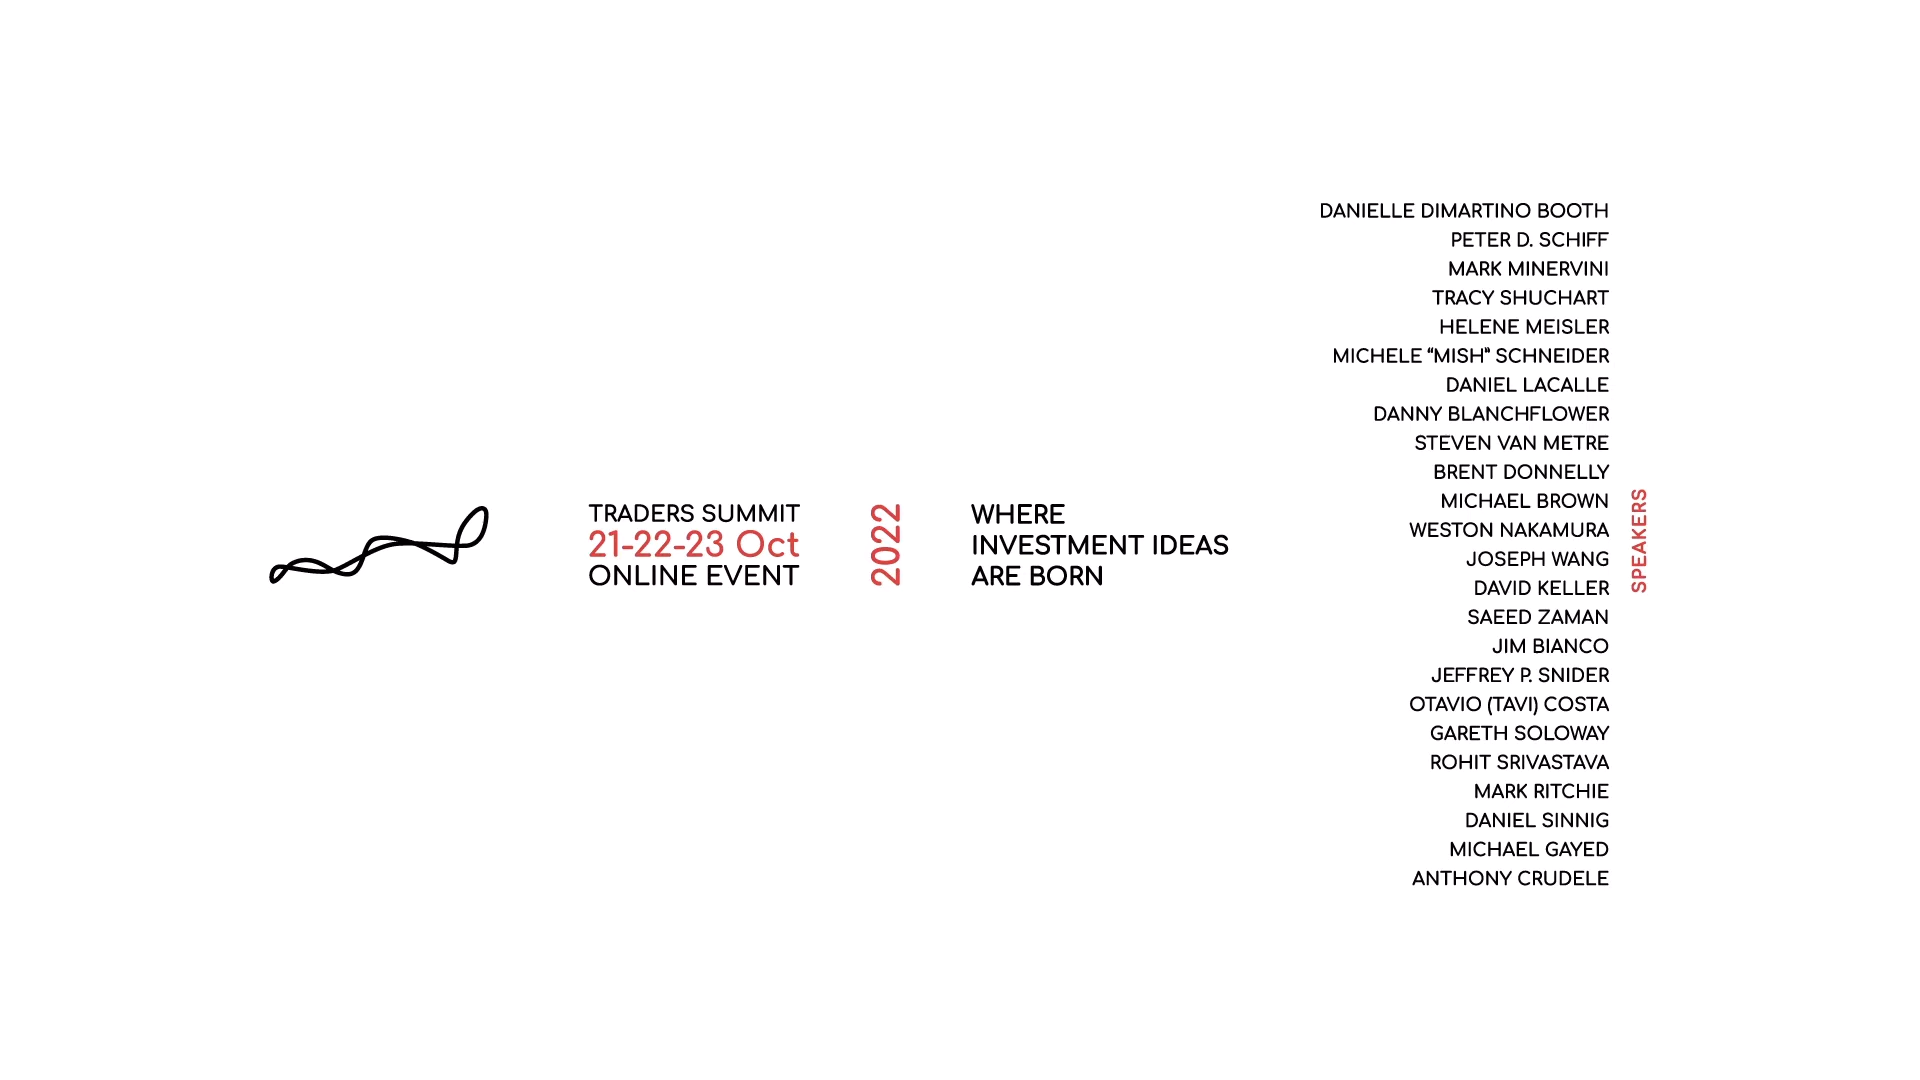 TRADERS SUMMIT
21-22-23 Oct
ONLINE EVENT
2022
WHERE
INVESTMENT IDEAS
ARE BORN
DANIELLE DIMARTINO BOOTH
PETER D. SCHIFF
MARK MINERVINI
TRACY SHUCHART
HELENE MEISLER
MICHELE “MISH” SCHNEIDER
DANIEL LACALLE
DANNY BLANCHFLOWER
STEVEN VAN METRE
BRENT DONNELLY
MICHAEL BROWN
WESTON NAKAMURA
JOSEPH WANG
DAVID KELLER
SAEED ZAMAN
JIM BIANCO
JEFFREY P. SNIDER
OTAVIO (TAVI) COSTA
GARETH SOLOWAY
ROHIT SRIVASTAVA
MARK RITCHIE
DANIEL SINNIG
MICHAEL GAYED
ANTHONY CRUDELE
SPEAKERS